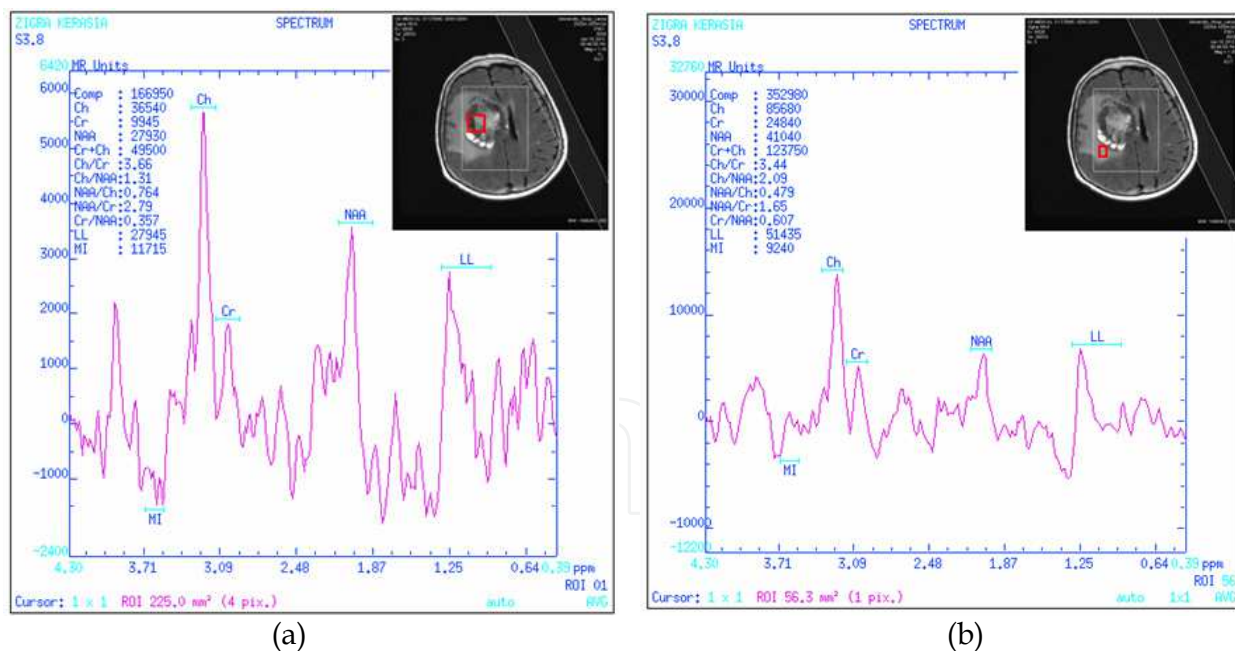 ZIGRA KERASIA
SPECTRUM
S3.8
6420 MR Units
6000
Comp : 166950
Ch : 36540
Cr : 9945
NAA : 27930
Cr+Ch : 49500
Ch/Cr :3.66
Ch/NAA:1.31
NAA/Ch:0.764
NAA/Cr:2.79
Cr/NAA:0.357
LL : 27945
MI : 11715
5000
4000
3000
2000
1000
0
-1000
-2400
Ch
Cr
NAA
LL
MI
4.30 3.71 3.09 2.48 1.87 1.25 0.64 0.39 ppm
ROI 01
Cursor: 1 x 1 ROI 225.0 mm² (4 pix.) auto AVG
(a)
ZIGRA KERASIA
SPECTRUM
S3.8
32760 MR Units
30000
Comp : 352980
Ch : 85680
Cr : 24840
NAA : 41040
Cr+Ch : 123750
Ch/Cr :3.44
Ch/NAA:2.09
NAA/Ch:0.479
NAA/Cr:1.65
Cr/NAA:0.607
LL : 51435
MI : 9240
20000
10000
0
-10000
-12200
Ch
Cr
NAA
LL
MI
4.30 3.71 3.09 2.48 1.87 1.25 0.64 0.39 ppm
ROI 56
Cursor: 1 x 1 ROI 56.3 mm² (1 pix.) auto 1x1 AVG
(b)